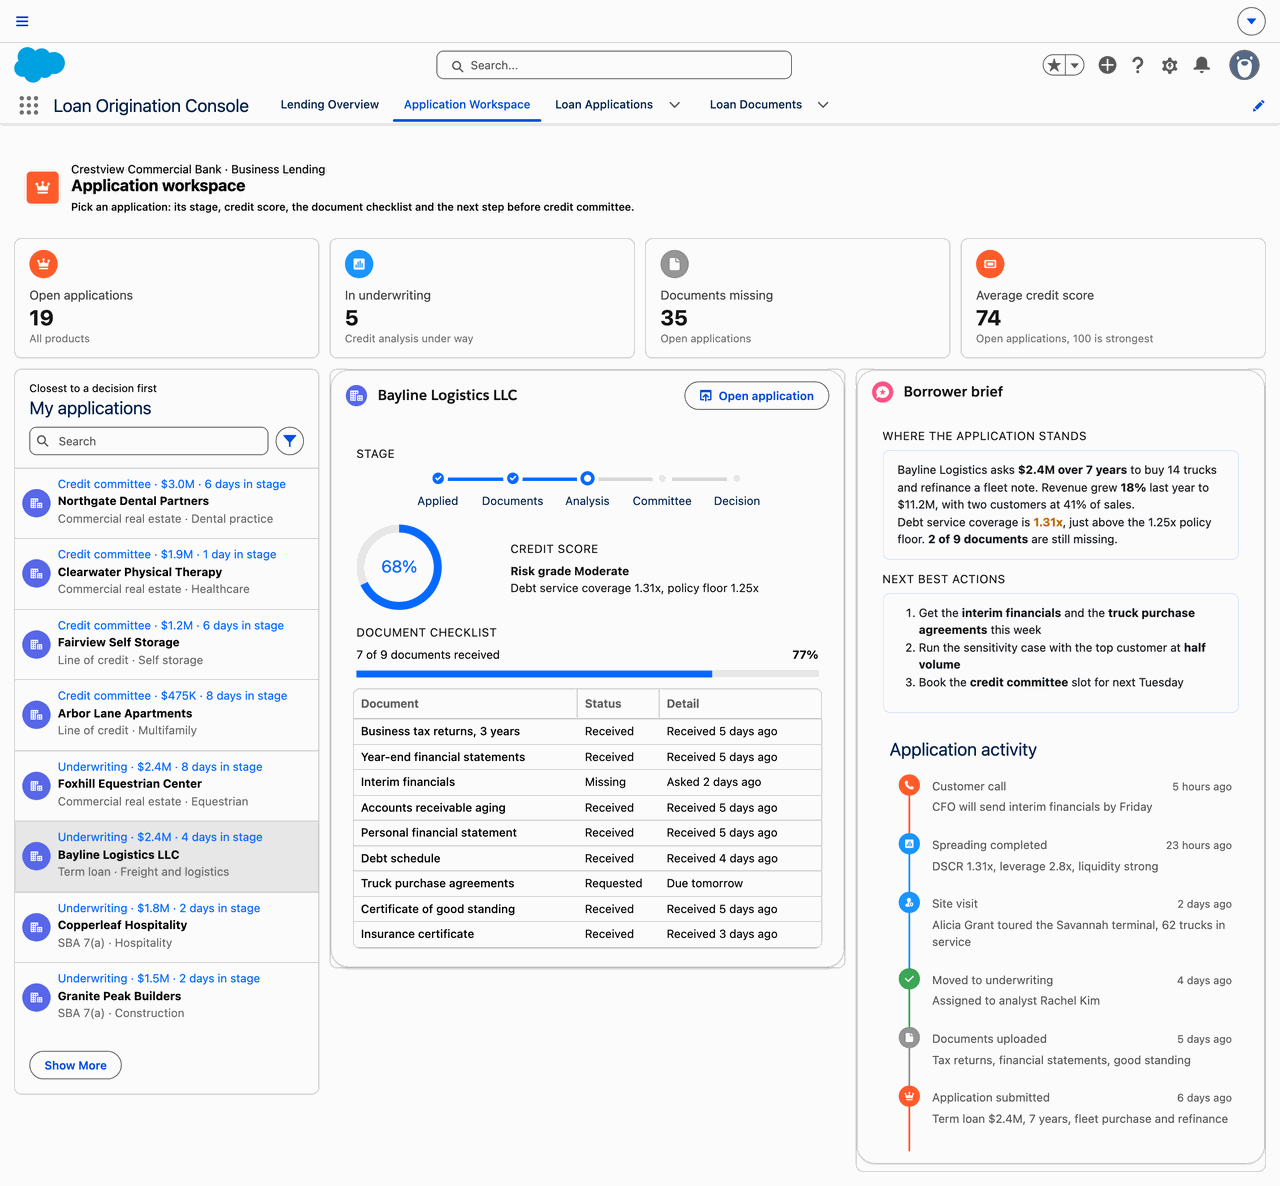 Search...
Loan Origination Console
Lending Overview
Application Workspace
Loan Applications
Loan Documents
Crestview Commercial Bank · Business Lending
Application workspace
Pick an application: its stage, credit score, the document checklist and the next step before credit committee.
Open applications
19
All products
In underwriting
5
Credit analysis under way
Documents missing
35
Open applications
Average credit score
74
Open applications, 100 is strongest
Closest to a decision first
My applications
Search
Credit committee · $3.0M · 6 days in stage
Northgate Dental Partners
Commercial real estate · Dental practice
Credit committee · $1.9M · 1 day in stage
Clearwater Physical Therapy
Commercial real estate · Healthcare
Credit committee · $1.2M · 6 days in stage
Fairview Self Storage
Line of credit · Self storage
Credit committee · $475K · 8 days in stage
Arbor Lane Apartments
Line of credit · Multifamily
Underwriting · $2.4M · 8 days in stage
Foxhill Equestrian Center
Commercial real estate · Equestrian
Underwriting · $2.4M · 4 days in stage
Bayline Logistics LLC
Term loan · Freight and logistics
Underwriting · $1.8M · 2 days in stage
Copperleaf Hospitality
SBA 7(a) · Hospitality
Underwriting · $1.5M · 2 days in stage
Granite Peak Builders
SBA 7(a) · Construction
Show More
Bayline Logistics LLC
Open application
STAGE
Applied
Documents
Analysis
Committee
Decision
68%
CREDIT SCORE
Risk grade Moderate
Debt service coverage 1.31x, policy floor 1.25x
DOCUMENT CHECKLIST
7 of 9 documents received 77%
Document Status Detail
Business tax returns, 3 years Received Received 5 days ago
Year-end financial statements Received Received 5 days ago
Interim financials Missing Asked 2 days ago
Accounts receivable aging Received Received 5 days ago
Personal financial statement Received Received 5 days ago
Debt schedule Received Received 4 days ago
Truck purchase agreements Requested Due tomorrow
Certificate of good standing Received Received 5 days ago
Insurance certificate Received Received 3 days ago
Borrower brief
WHERE THE APPLICATION STANDS
Bayline Logistics asks $2.4M over 7 years to buy 14 trucks
and refinance a fleet note. Revenue grew 18% last year to
$11.2M, with two customers at 41% of sales.
Debt service coverage is 1.31x, just above the 1.25x policy
floor. 2 of 9 documents are still missing.
NEXT BEST ACTIONS
1. Get the interim financials and the truck purchase
agreements this week
2. Run the sensitivity case with the top customer at half
volume
3. Book the credit committee slot for next Tuesday
Application activity
Customer call 5 hours ago
CFO will send interim financials by Friday
Spreading completed 23 hours ago
DSCR 1.31x, leverage 2.8x, liquidity strong
Site visit 2 days ago
Alicia Grant toured the Savannah terminal, 62 trucks in
service
Moved to underwriting 4 days ago
Assigned to analyst Rachel Kim
Documents uploaded 5 days ago
Tax returns, financial statements, good standing
Application submitted 6 days ago
Term loan $2.4M, 7 years, fleet purchase and refinance